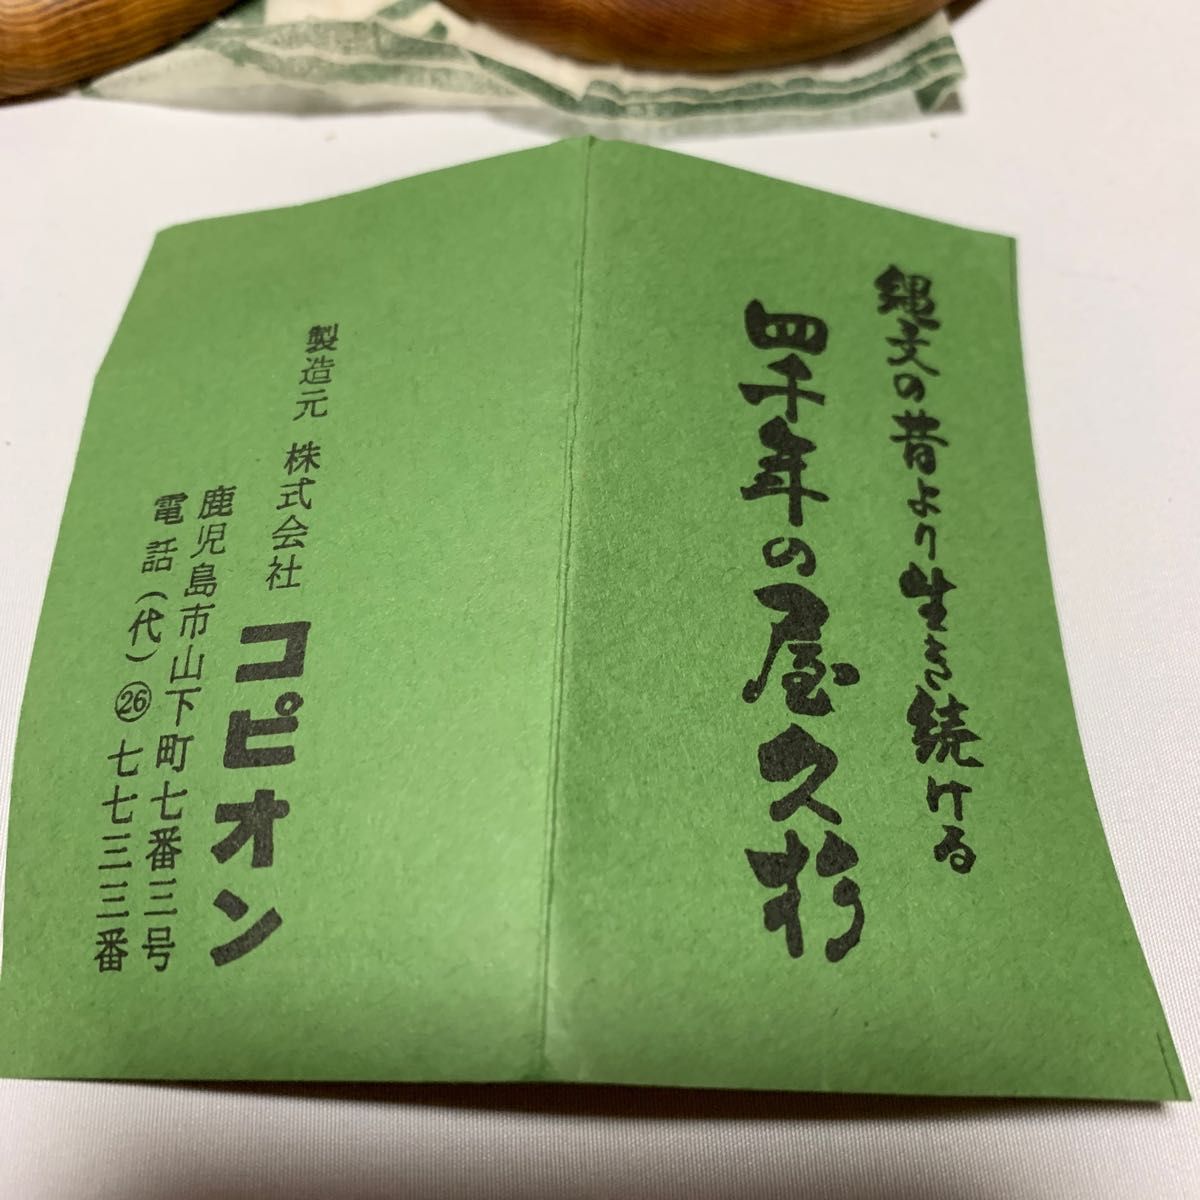 縄文の昔より生き続ける
四千年の屋久杉
製造元 株式会社 コピオン
鹿児島市山下町七番三号
電話(代)㉖七七三三番